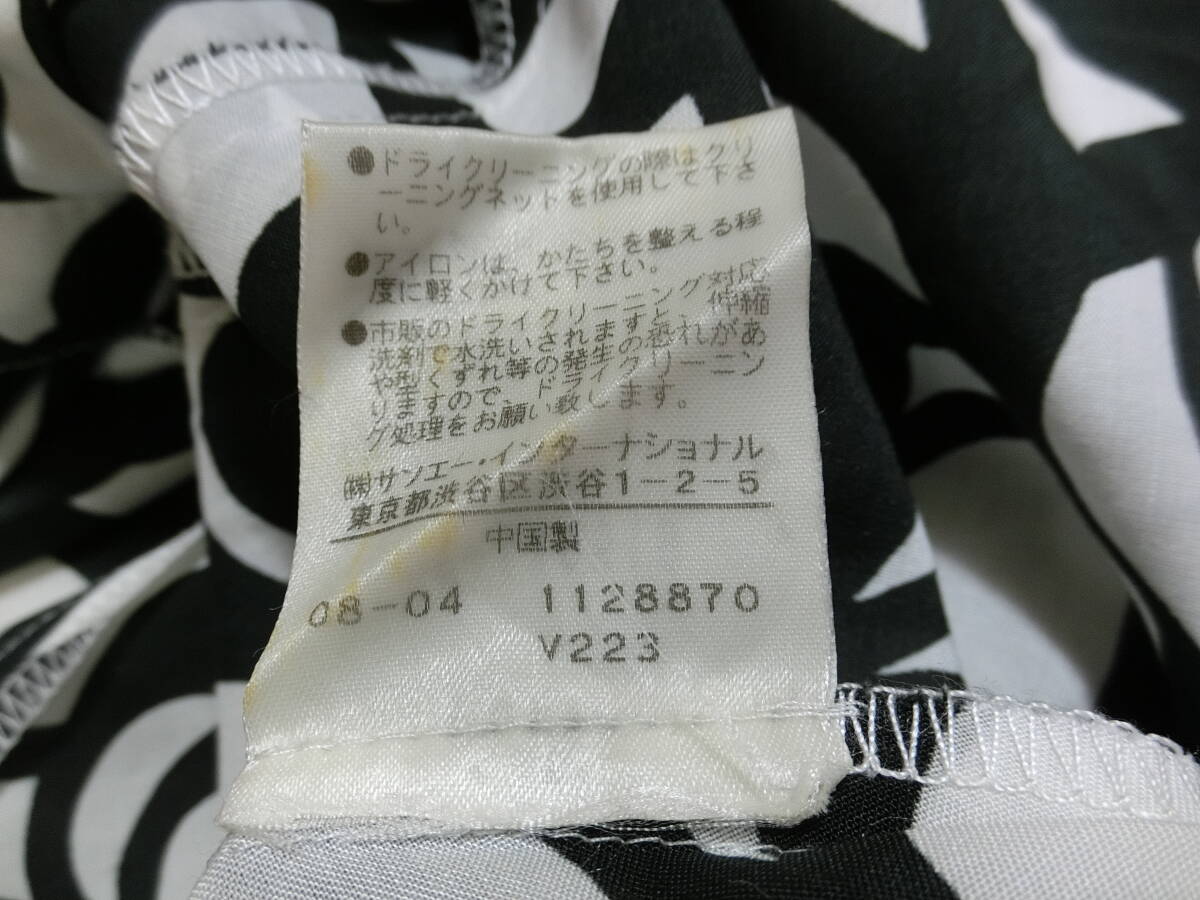 ●ドライクリーニングの際はクリ
ーニングネットを使用して下さ
い。
●アイロンは、かたちを整える程
度に軽くかけて下さい。
●市販のドライクリーニング対応
洗剤で水洗いされますと、伸縮
や型くずれ等の発生の恐れがあ
りますので、ドライクリーニン
グ処理をお願い致します。
㈱サンエー・インターナショナル
東京都渋谷区渋谷1-2-5
中国製
08-04 1128870
V223